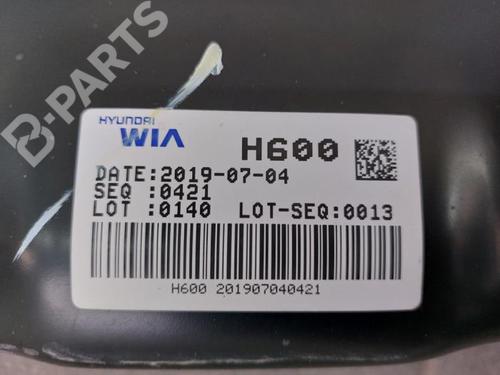 B-PARTS
HYUNDAI
WIA H600
DATE:2019-07-04
SEQ :0421
LOT :0140 LOT-SEQ:0013
H600 201907040421